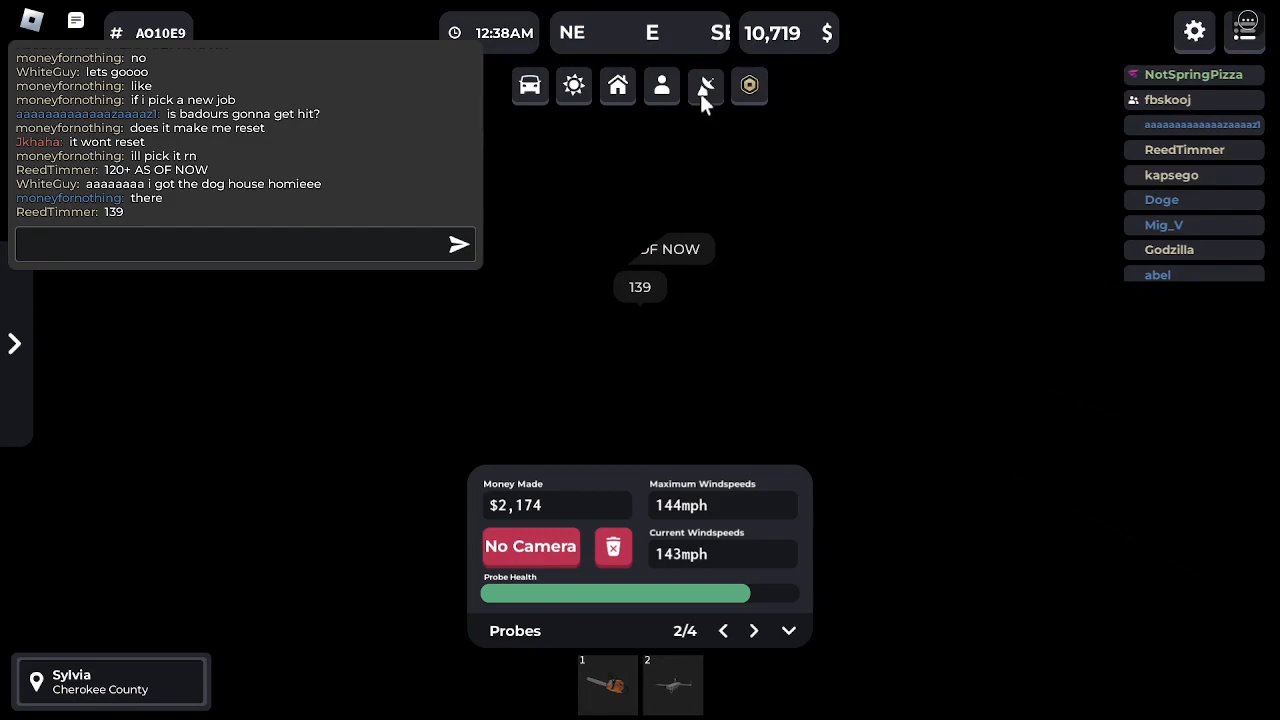 # AO10E9
12:38AM
NE E SE
10,719 $
moneyfornothing: no
WhiteGuy: lets goooo
moneyfornothing: like
moneyfornothing: if i pick a new job
aaaaaaaaaaaaazaaaaz1: is badours gonna get hit?
moneyfornothing: does it make me reset
Jkhaha: it wont reset
moneyfornothing: ill pick it rn
ReedTimmer: 120+ AS OF NOW
WhiteGuy: aaaaaaaa i got the dog house homieee
moneyfornothing: there
ReedTimmer: 139
NotSpringPizza
fbskooj
ReedTimmer
kapsego
Doge
Mig_V
Godzilla
abel
OF NOW
139
Money Made
$2,174
Maximum Windspeeds
144mph
No Camera
Current Windspeeds
143mph
Probe Health
Probes
2/4
1
2
Sylvia
Cherokee County